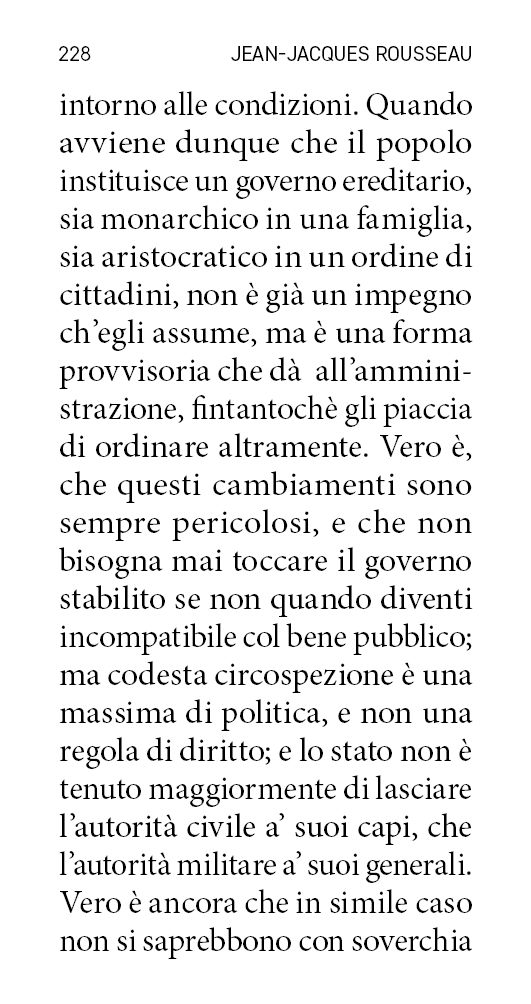 228 JEAN-JACQUES ROUSSEAU
intorno alle condizioni. Quando
avviene dunque che il popolo
instituisce un governo ereditario,
sia monarchico in una famiglia,
sia aristocratico in un ordine di
cittadini, non è già un impegno
ch’egli assume, ma è una forma
provvisoria che dà  all’ammini-
strazione, fintantochè gli piaccia
di ordinare altramente. Vero è,
che questi cambiamenti sono
sempre pericolosi, e che non
bisogna mai toccare il governo
stabilito se non quando diventi
incompatibile col bene pubblico;
ma codesta circospezione è una
massima di politica, e non una
regola di diritto; e lo stato non è
tenuto maggiormente di lasciare
l’autorità civile a’ suoi capi, che
l’autorità militare a’ suoi generali.
Vero è ancora che in simile caso
non si saprebbono con soverchia